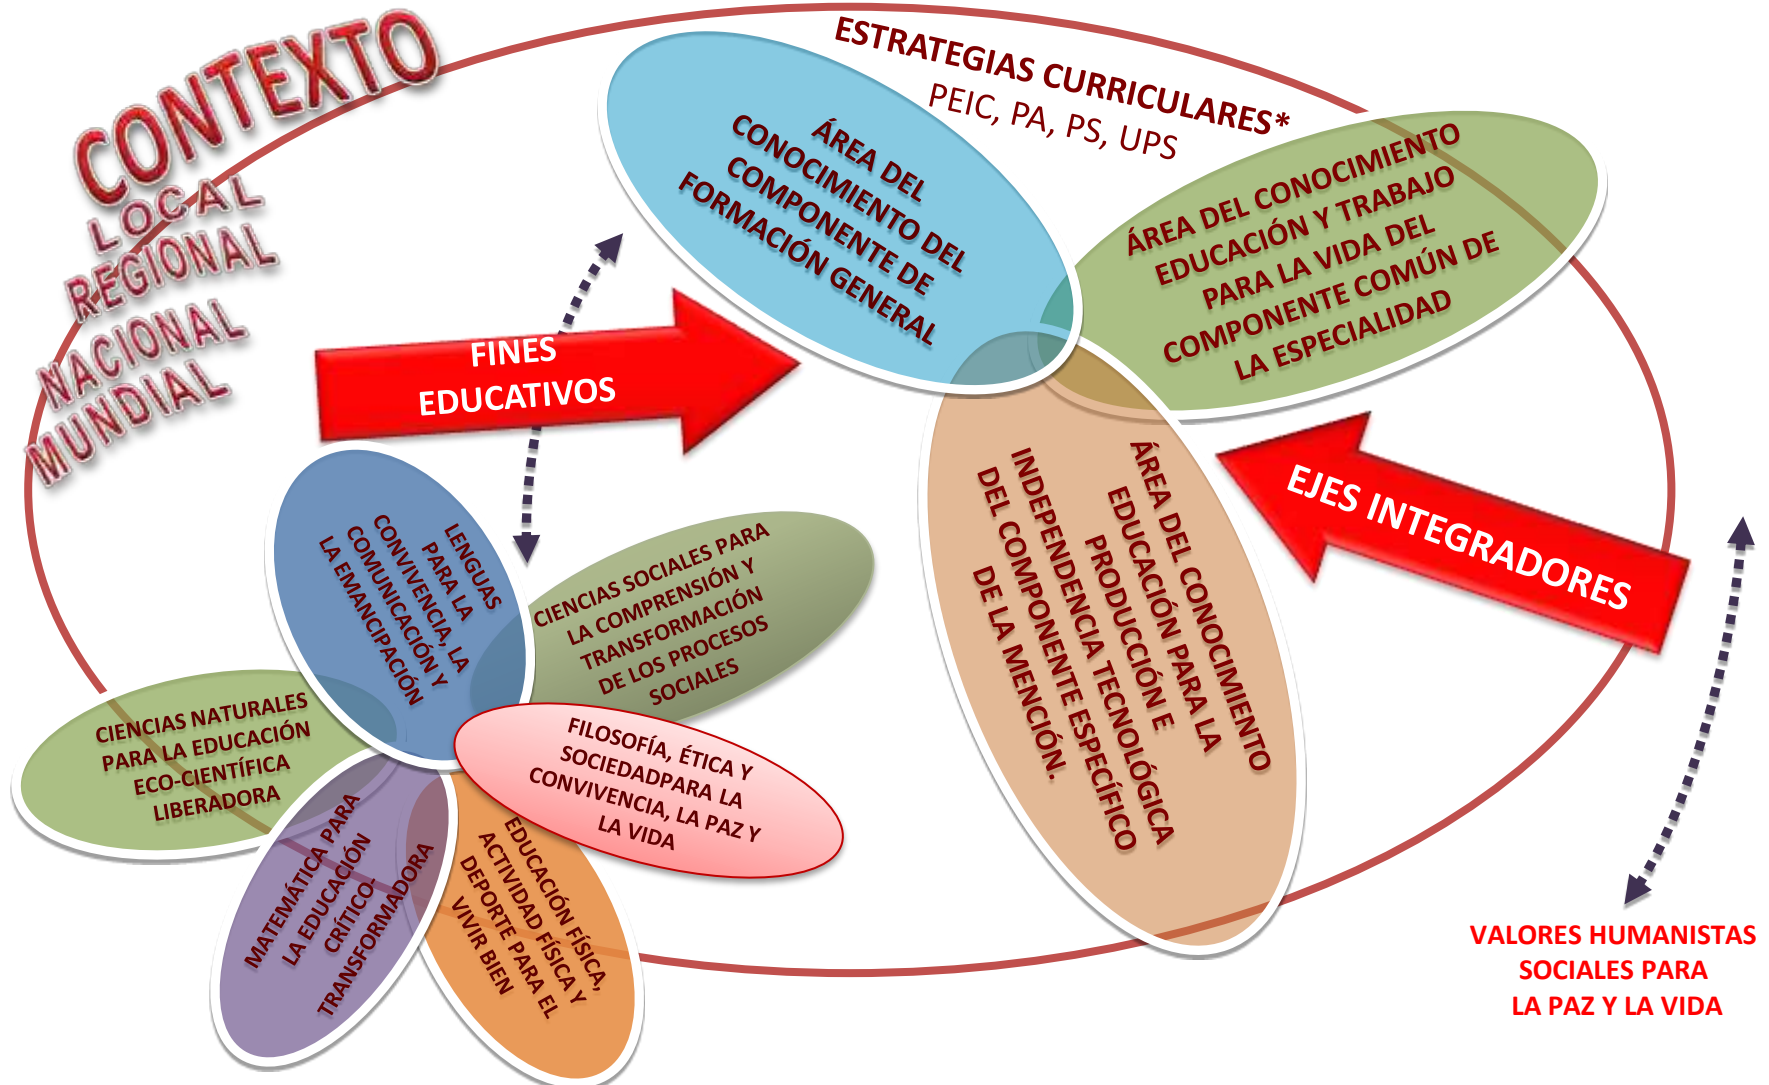 CONTEXTO
LOCAL
REGIONAL
NACIONAL
MUNDIAL
ESTRATEGIAS CURRICULARES*
PEIC, PA, PS, UPS
ÁREA DEL
CONOCIMIENTO DEL
COMPONENTE DE
FORMACIÓN GENERAL
ÁREA DEL CONOCIMIENTO
EDUCACIÓN Y TRABAJO
PARA LA VIDA DEL
COMPONENTE COMÚN DE
LA ESPECIALIDAD
FINES
EDUCATIVOS
ÁREA DEL CONOCIMIENTO
EDUCACIÓN PARA LA
PRODUCCIÓN E
INDEPENDENCIA TECNOLÓGICA
DEL COMPONENTE ESPECÍFICO
DE LA MENCIÓN.
EJES INTEGRADORES
LENGUAS
PARA LA
CONVIVENCIA, LA
COMUNICACIÓN Y
LA EMANCIPACIÓN
CIENCIAS SOCIALES PARA
LA COMPRENSIÓN Y
TRANSFORMACIÓN
DE LOS PROCESOS
SOCIALES
CIENCIAS NATURALES
PARA LA EDUCACIÓN
ECO-CIENTÍFICA
LIBERADORA
FILOSOFÍA, ÉTICA Y
SOCIEDADPARA LA
CONVIVENCIA, LA PAZ Y
LA VIDA
MATEMÁTICA PARA
LA EDUCACIÓN
CRÍTICO-
TRANSFORMADORA
EDUCACIÓN FÍSICA,
ACTIVIDAD FÍSICA Y
DEPORTE PARA EL
VIVIR BIEN
VALORES HUMANISTAS
SOCIALES PARA
LA PAZ Y LA VIDA